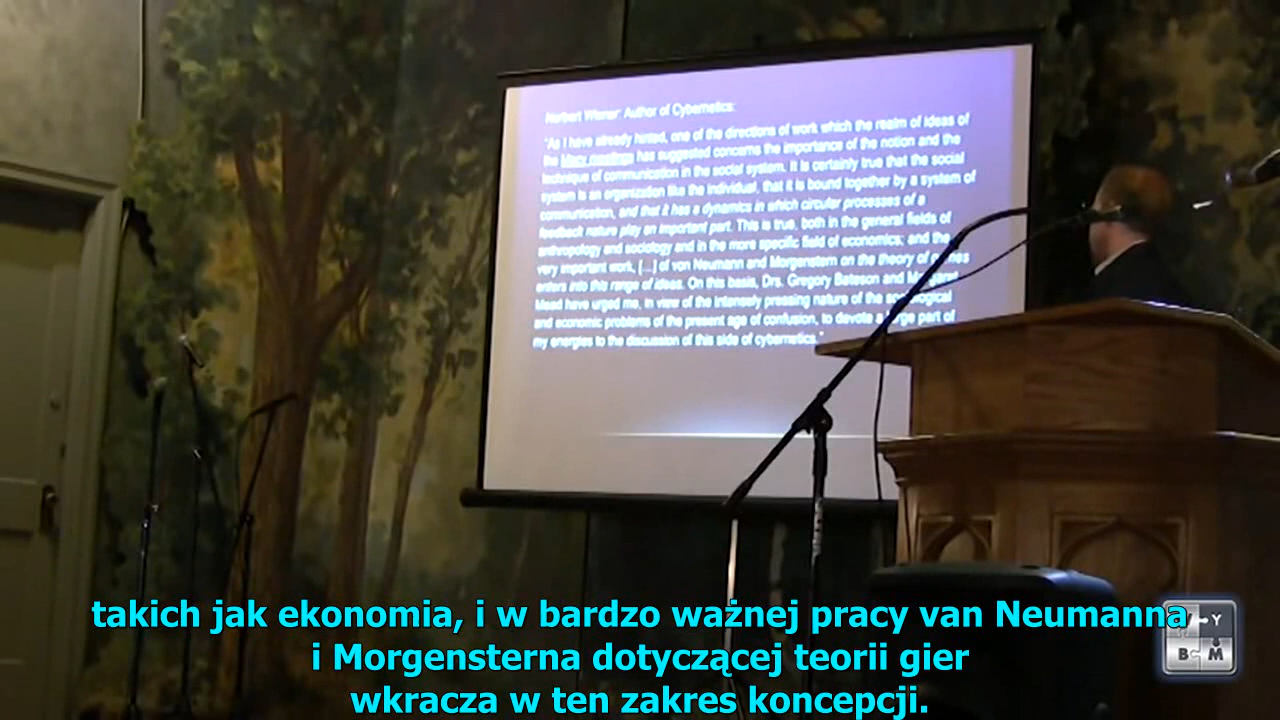 Norbert Wiener: Author of Cybernetics:
"As I have already hinted, one of the directions of work which the realm of ideas of
the Macy meetings has suggested concerns the importance of the notion and the
technique of communication in the social system. It is certainly true that the social
system is an organization like the individual, that it is bound together by a system of
communication, and that it has a dynamics in which circular processes of a
feedback nature play an important part. This is true, both in the general fields of
anthropology and sociology and in the more specific field of economics; and the
very important work, [...] of von Neumann and Morgenstern on the theory of games
enters into this range of ideas. On this basis, Drs. Gregory Bateson and Margaret
Mead have urged me, in view of the intensely pressing nature of the sociological
and economic problems of the present age of confusion, to devote a large part of
my energies to the discussion of this side of cybernetics."
takich jak ekonomia, i w bardzo ważnej pracy van Neumanna
i Morgensterna dotyczącej teorii gier
wkracza w ten zakres koncepcji.
Y
B C M